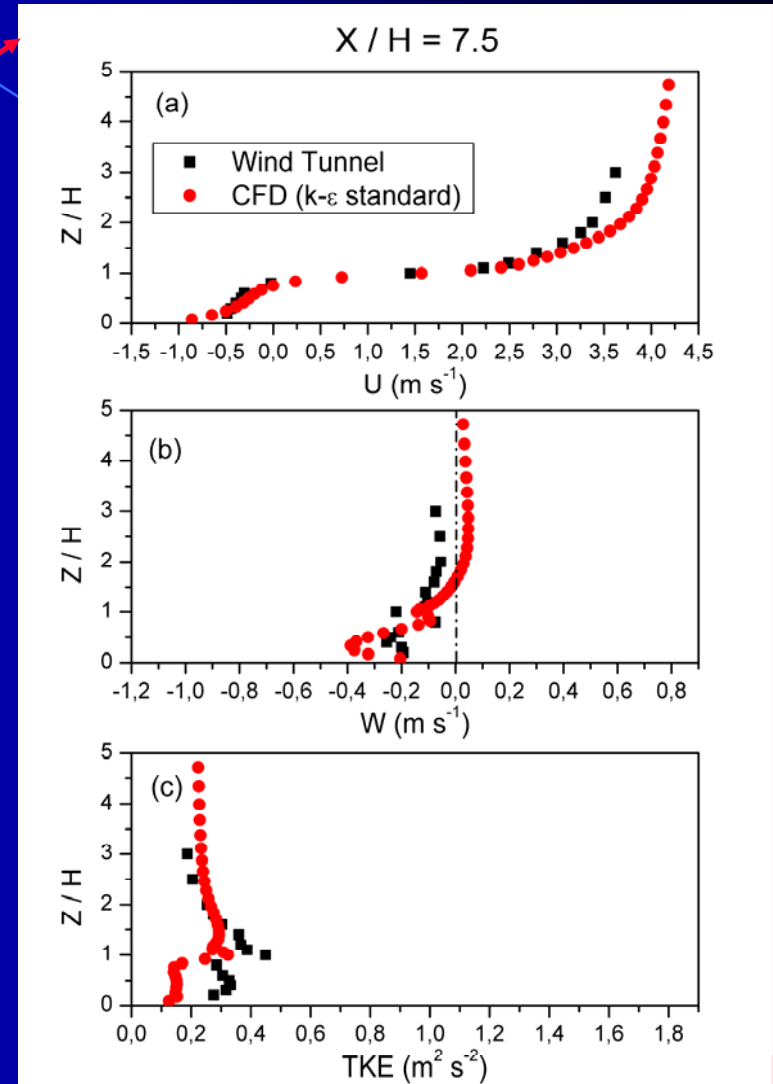 X / H = 7.5
(a)
Wind Tunnel
CFD (k-ε standard)
Z / H
5
4
3
2
1
0
-1,5 -1,0 -0,5 0,0 0,5 1,0 1,5 2,0 2,5 3,0 3,5 4,0 4,5
U (m s⁻¹)
(b)
Z / H
5
4
3
2
1
0
-1,2 -1,0 -0,8 -0,6 -0,4 -0,2 0,0 0,2 0,4 0,6 0,8
W (m s⁻¹)
(c)
Z / H
5
4
3
2
1
0
0,0 0,2 0,4 0,6 0,8 1,0 1,2 1,4 1,6 1,8
TKE (m² s⁻²)